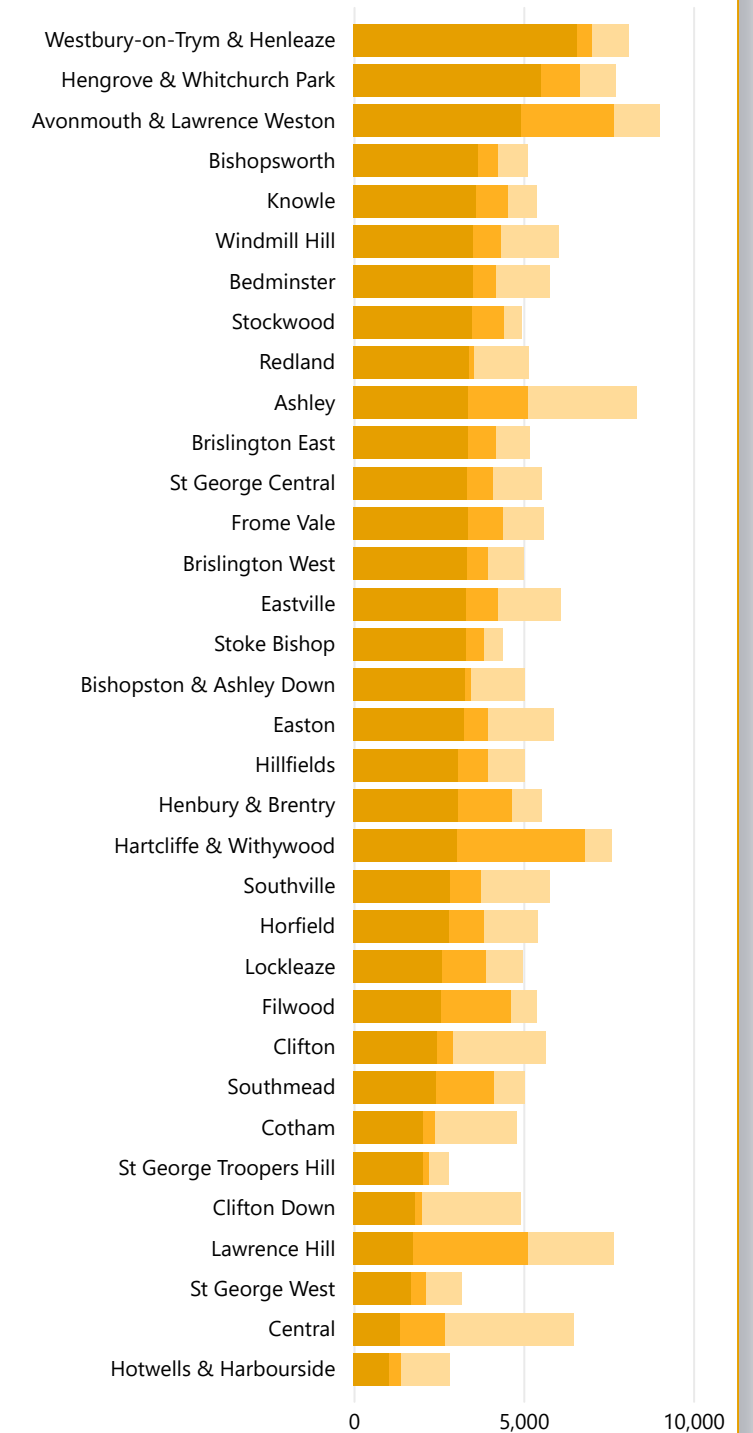 Westbury-on-Trym & Henleaze
Hengrove & Whitchurch Park
Avonmouth & Lawrence Weston
Bishopsworth
Knowle
Windmill Hill
Bedminster
Stockwood
Redland
Ashley
Brislington East
St George Central
Frome Vale
Brislington West
Eastville
Stoke Bishop
Bishopston & Ashley Down
Easton
Hillfields
Henbury & Brentry
Hartcliffe & Withywood
Southville
Horfield
Lockleaze
Filwood
Clifton
Southmead
Cotham
St George Troopers Hill
Clifton Down
Lawrence Hill
St George West
Central
Hotwells & Harbourside
0 5,000 10,000